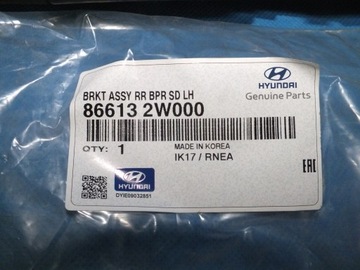 BRKT ASSY RR BPR SD LH
HYUNDAI
Genuine Parts
86613 2W000
QTY: 1
MADE IN KOREA
IK17 / RNEA
HYUNDAI
DYIE09032851
EAC